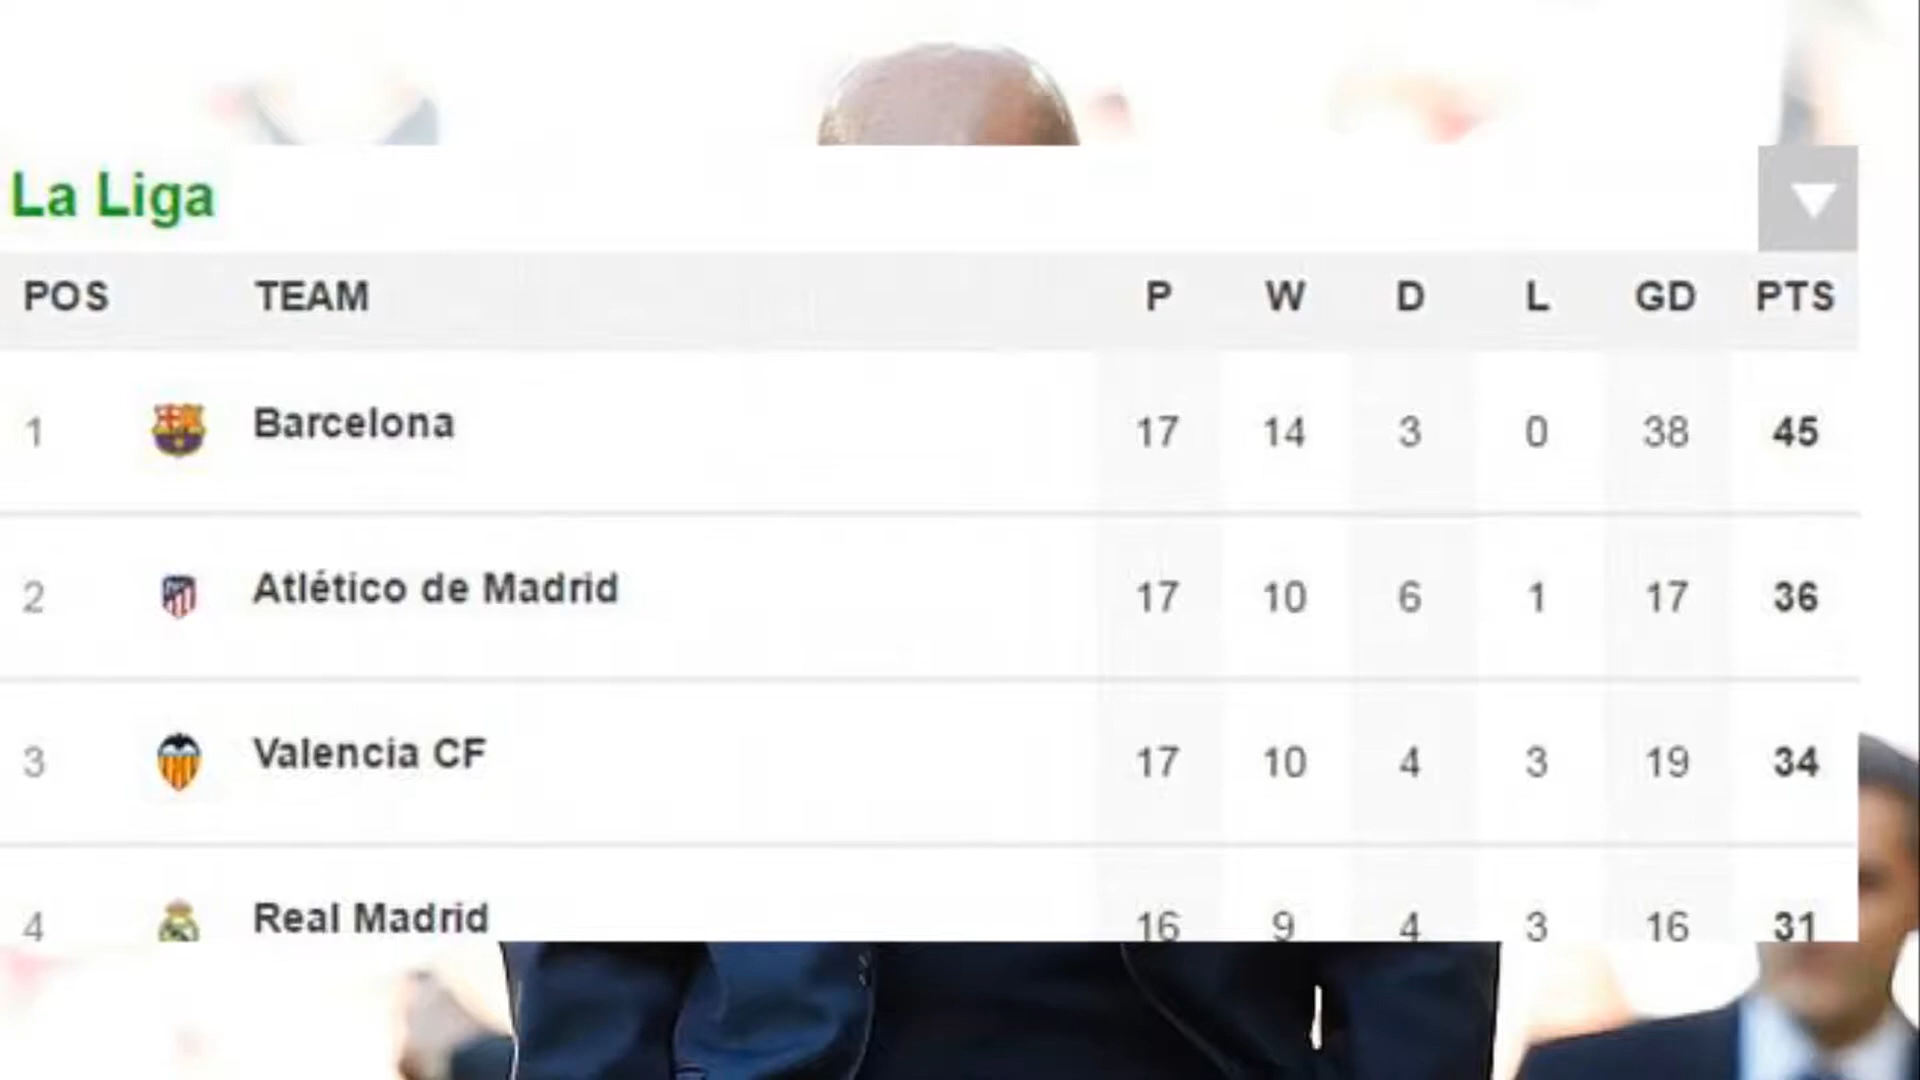 La Liga
POS TEAM P W D L GD PTS
1 Barcelona 17 14 3 0 38 45
2 Atlético de Madrid 17 10 6 1 17 36
3 Valencia CF 17 10 4 3 19 34
4 Real Madrid 16 9 4 3 16 31